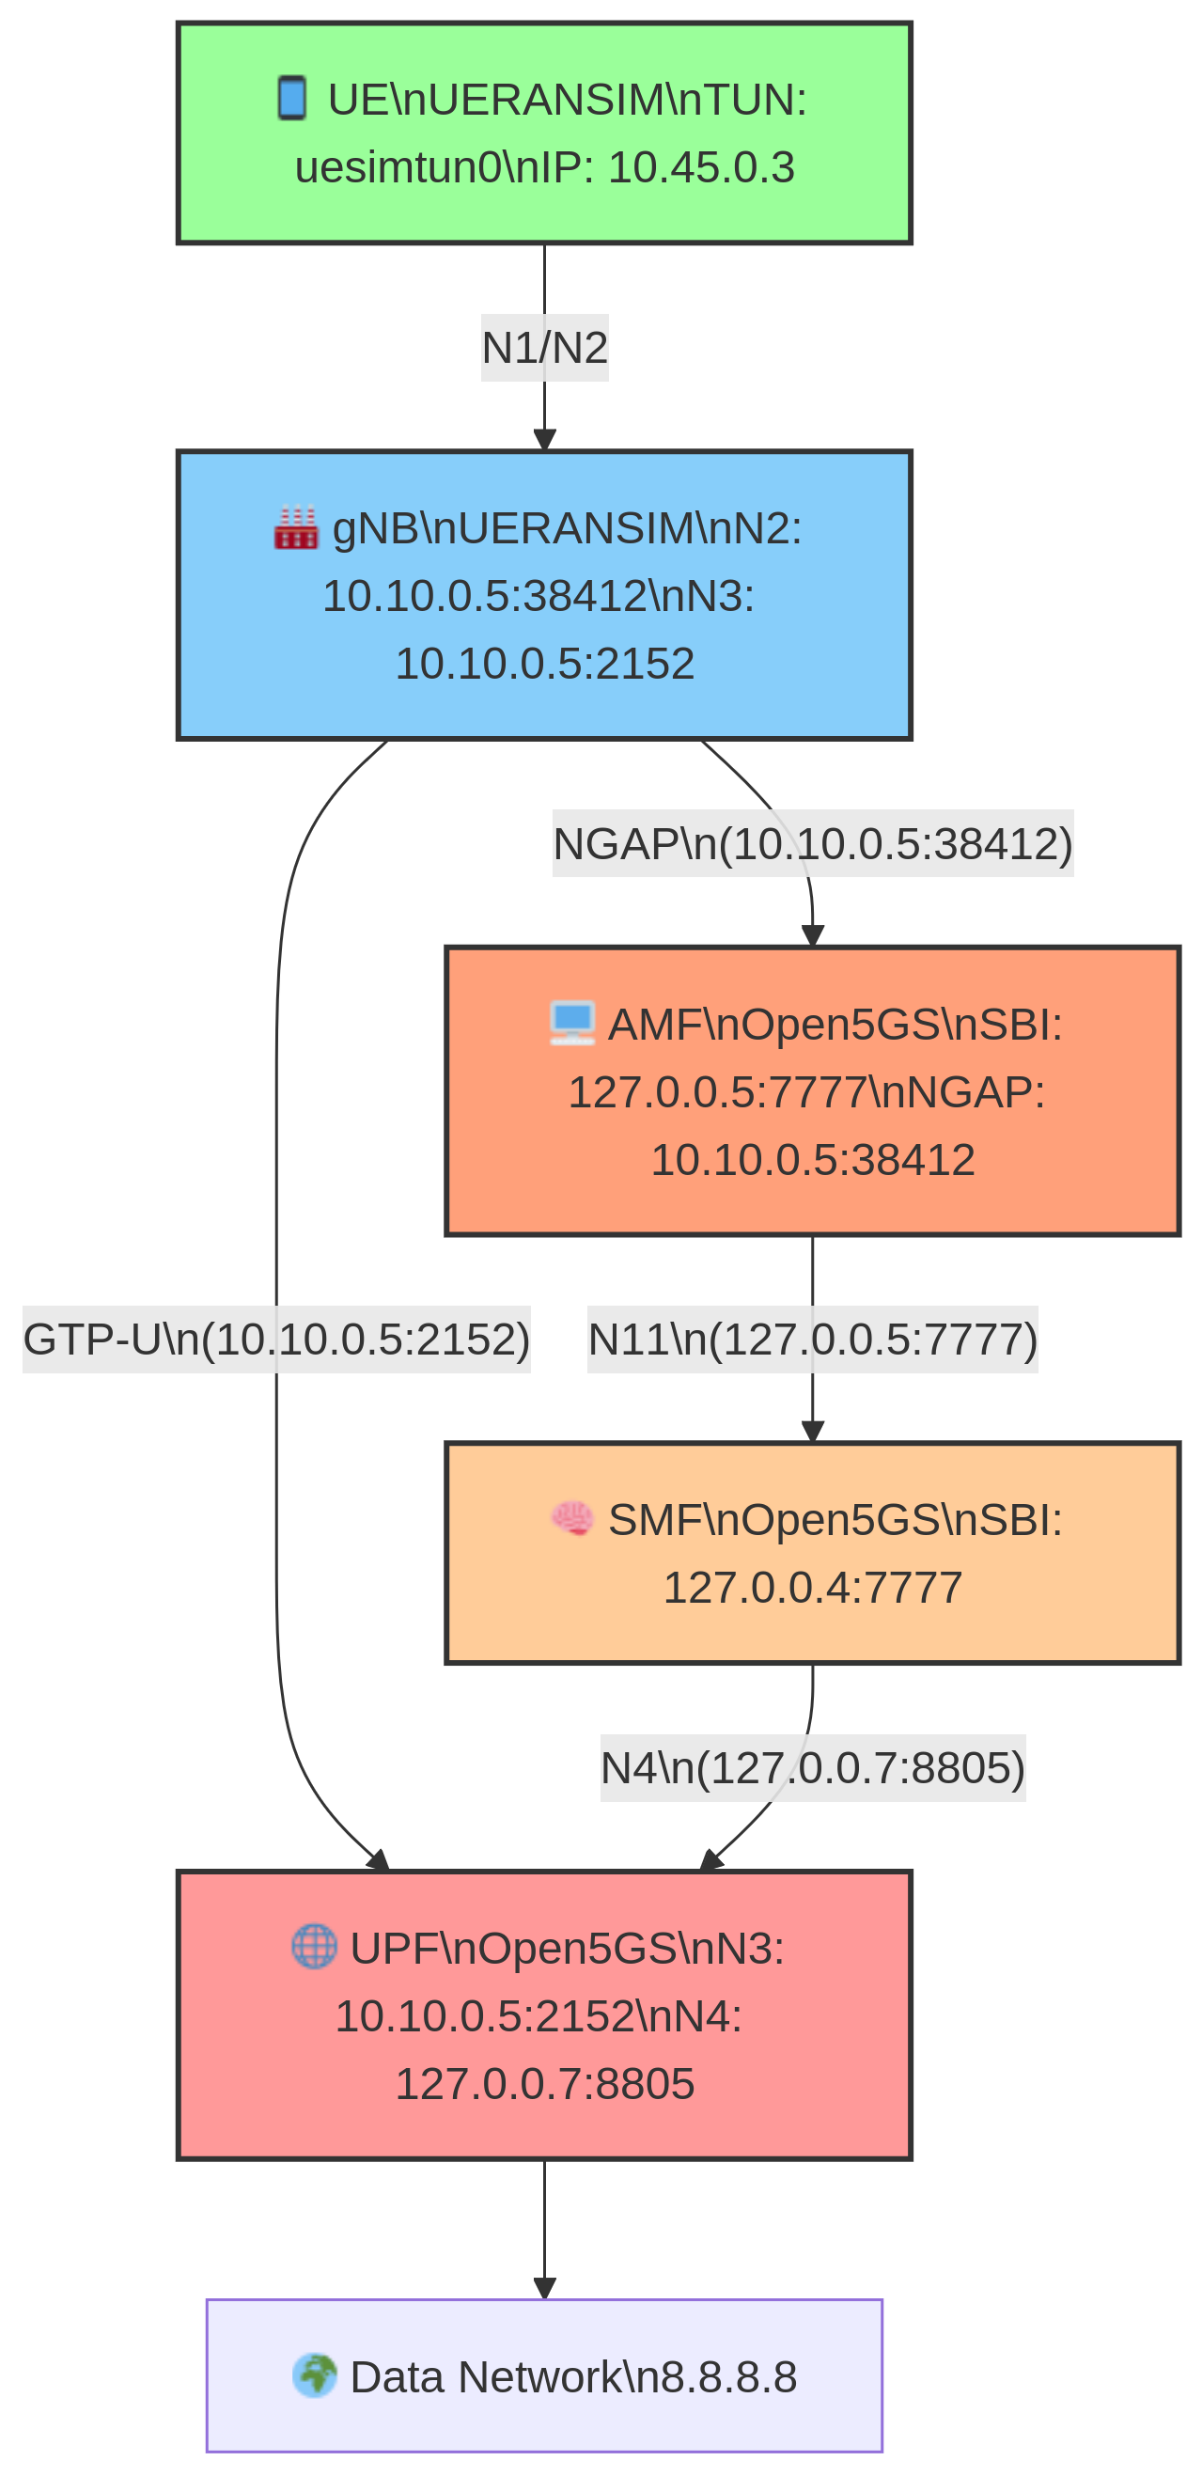 UE\nUERANSIM\nTUN:
uesimtun0\nIP: 10.45.0.3
N1/N2
gNB\nUERANSIM\nN2:
10.10.0.5:38412\nN3:
10.10.0.5:2152
NGAP\n(10.10.0.5:38412)
AMF\nOpen5GS\nSBI:
127.0.0.5:7777\nNGAP:
10.10.0.5:38412
GTP-U\n(10.10.0.5:2152)
N11\n(127.0.0.5:7777)
SMF\nOpen5GS\nSBI:
127.0.0.4:7777
N4\n(127.0.0.7:8805)
UPF\nOpen5GS\nN3:
10.10.0.5:2152\nN4:
127.0.0.7:8805
Data Network\n8.8.8.8